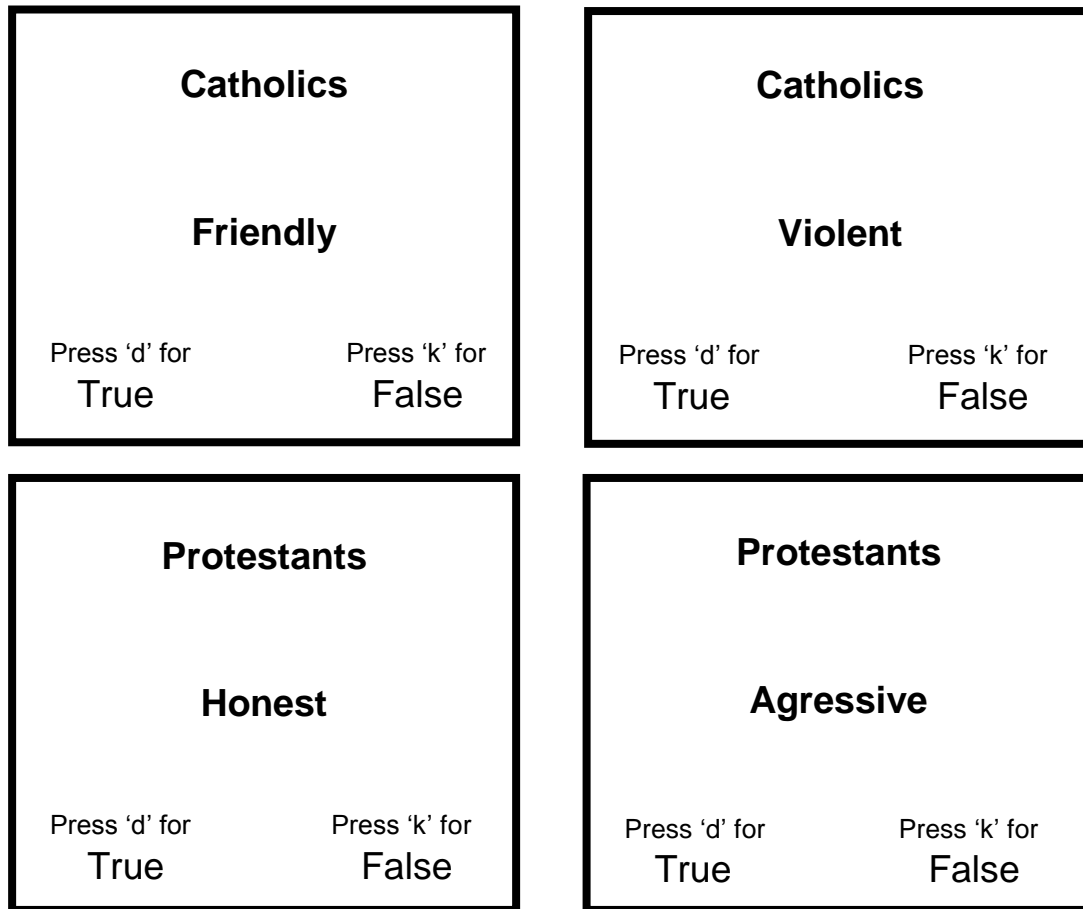 Catholics
Friendly
Press ‘d’ for
True
Press ‘k’ for
False
Catholics
Violent
Press ‘d’ for
True
Press ‘k’ for
False
Protestants
Honest
Press ‘d’ for
True
Press ‘k’ for
False
Protestants
Agressive
Press ‘d’ for
True
Press ‘k’ for
False